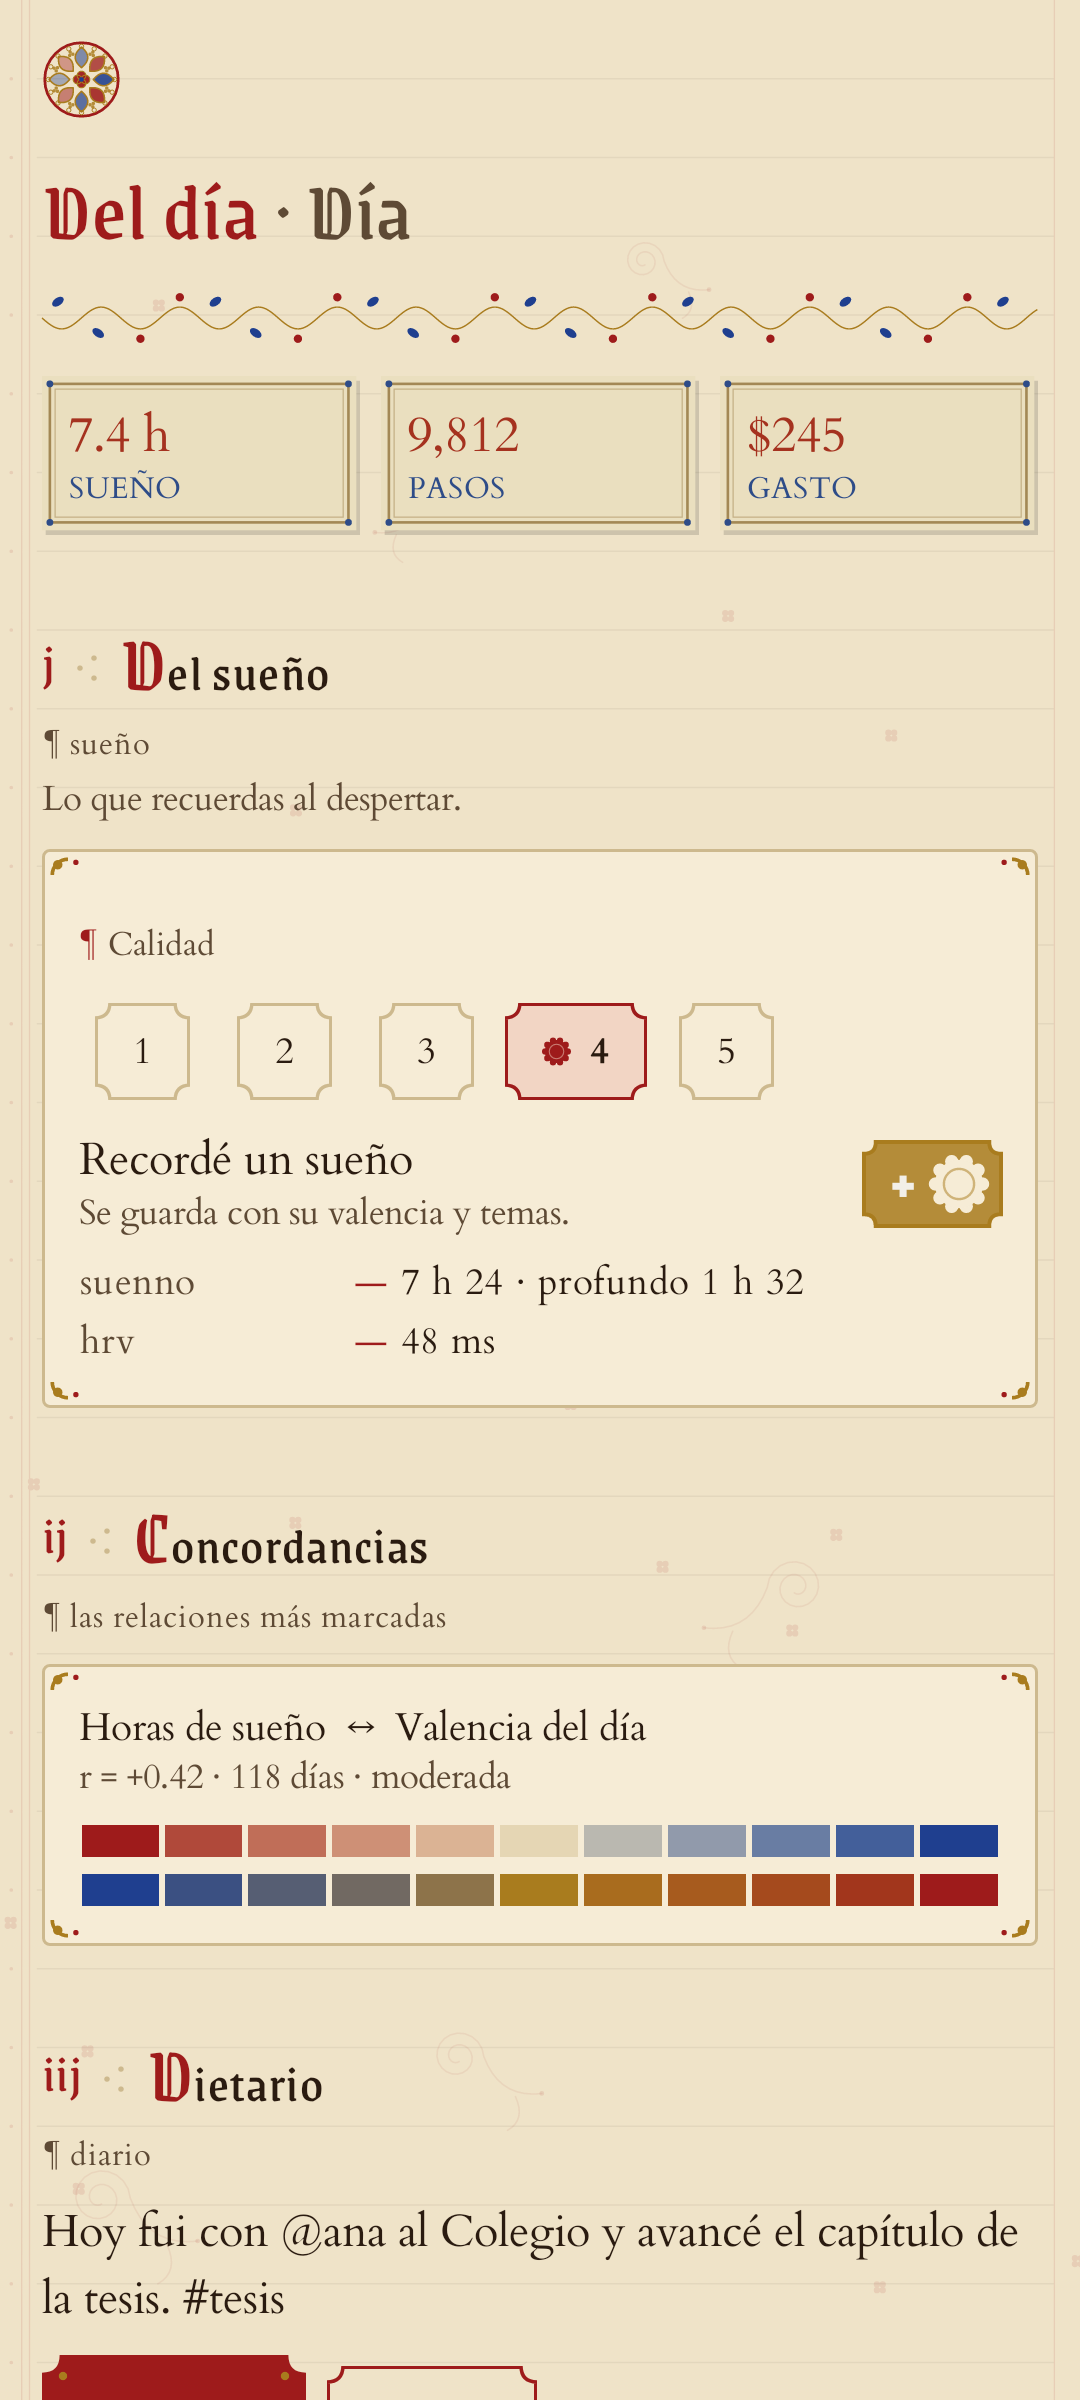 Del día · Día
7.4 h
SUEÑO
9,812
PASOS
$245
GASTO
j Del sueño
¶ sueño
Lo que recuerdas al despertar.
¶ Calidad
1 2 3 4 5
Recordé un sueño
+
Se guarda con su valencia y temas.
suenno — 7 h 24 · profundo 1 h 32
hrv — 48 ms
ij Concordancias
¶ las relaciones más marcadas
Horas de sueño ↔ Valencia del día
r = +0.42 · 118 días · moderada
iij Dietario
¶ diario
Hoy fui con @ana al Colegio y avancé el capítulo de
la tesis. #tesis